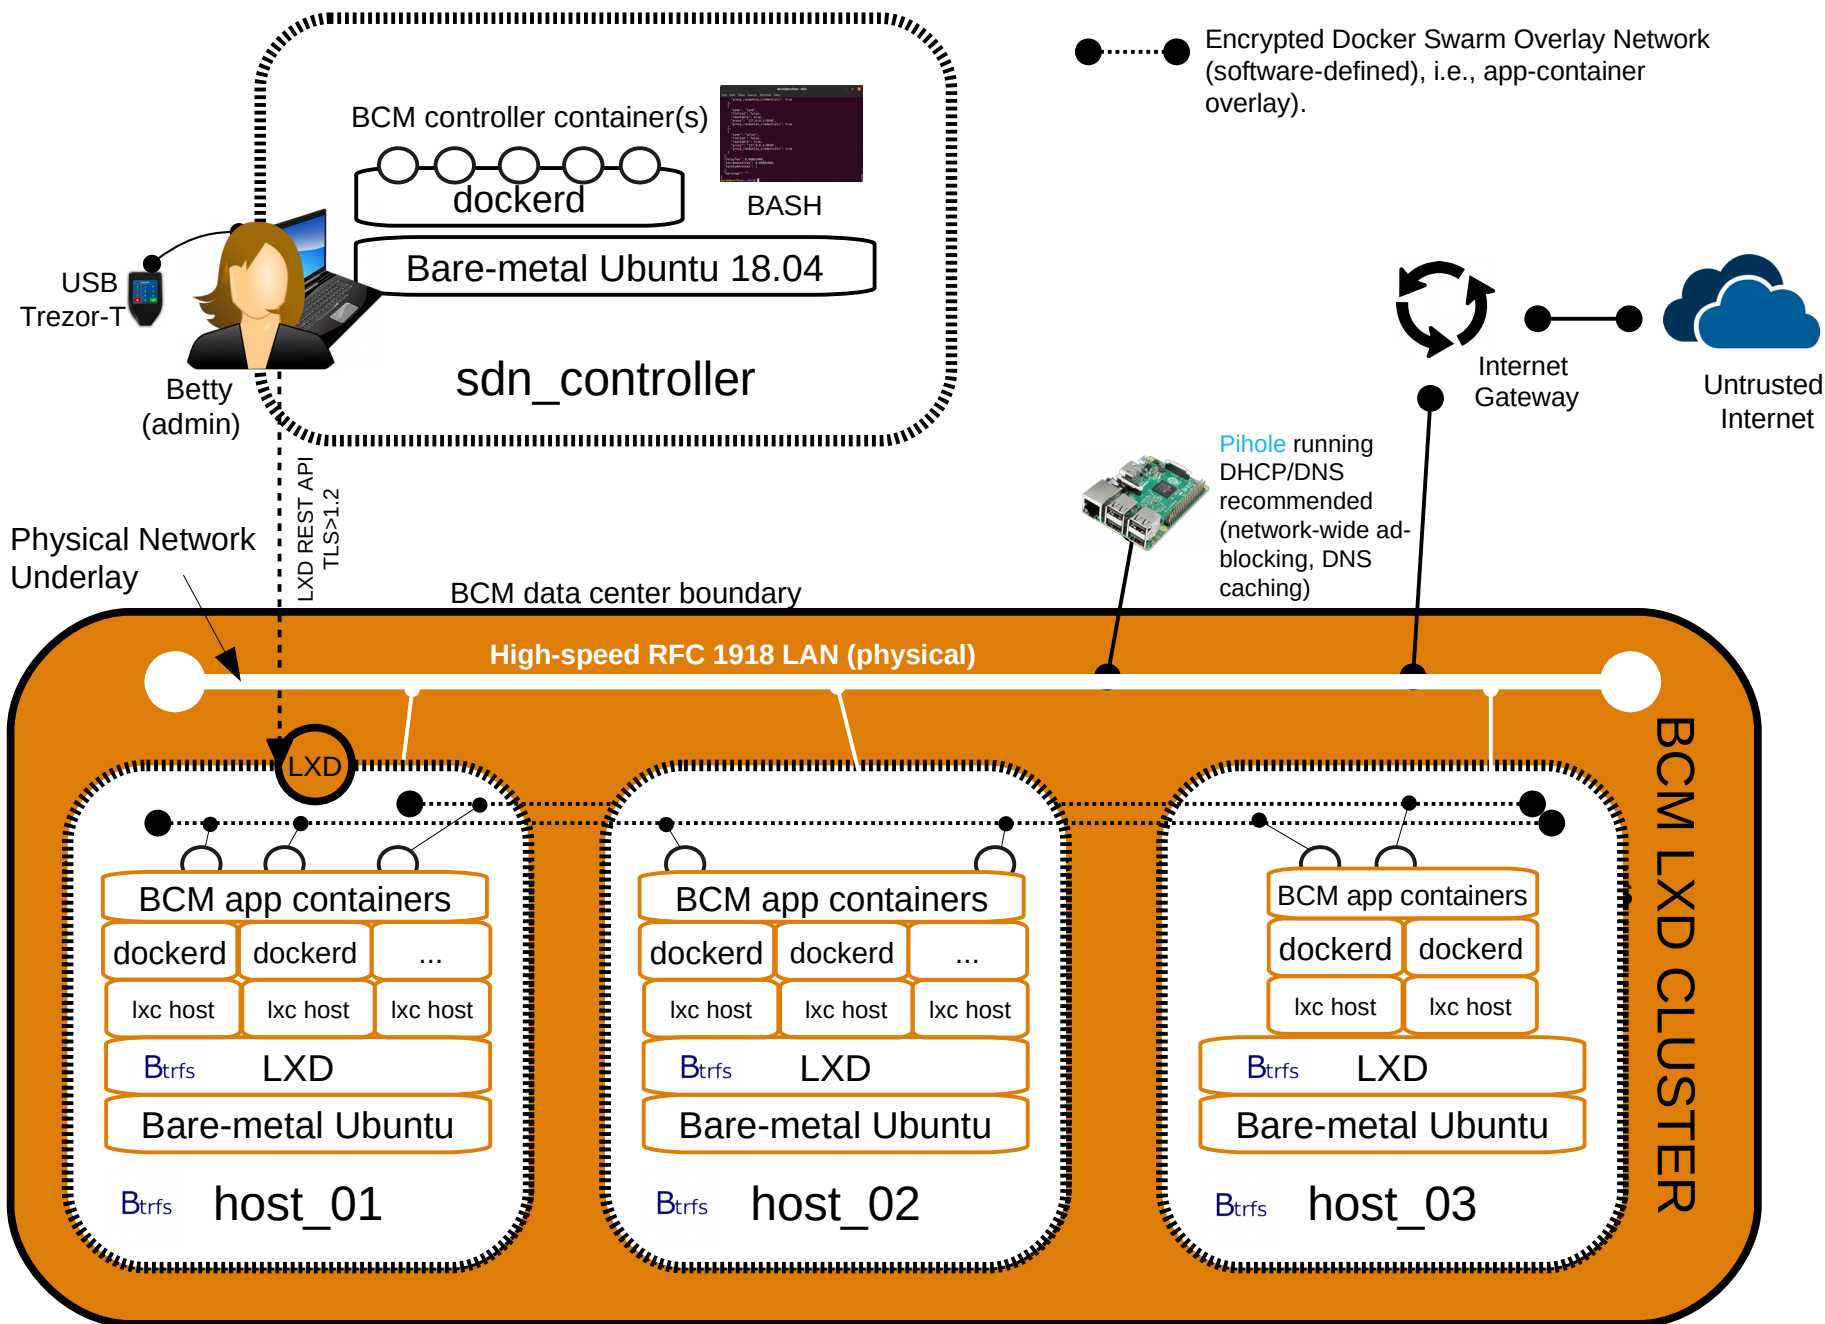 Encrypted Docker Swarm Overlay Network
(software-defined), i.e., app-container
overlay).
BCM controller container(s)
dockerd
BASH
Bare-metal Ubuntu 18.04
USB
Trezor-T
sdn_controller
Betty
(admin)
Internet
Gateway
Untrusted
Internet
Pihole running
DHCP/DNS
recommended
(network-wide ad-
blocking, DNS
caching)
LXD REST API
TLS>1.2
Physical Network
Underlay
BCM data center boundary
High-speed RFC 1918 LAN (physical)
LXD
BCM LXD CLUSTER
BCM app containers
dockerd
dockerd
...
lxc host
lxc host
lxc host
Btrfs LXD
Bare-metal Ubuntu
Btrfs host_01
BCM app containers
dockerd
dockerd
...
lxc host
lxc host
lxc host
Btrfs LXD
Bare-metal Ubuntu
Btrfs host_02
BCM app containers
dockerd
dockerd
lxc host
lxc host
Btrfs LXD
Bare-metal Ubuntu
Btrfs host_03